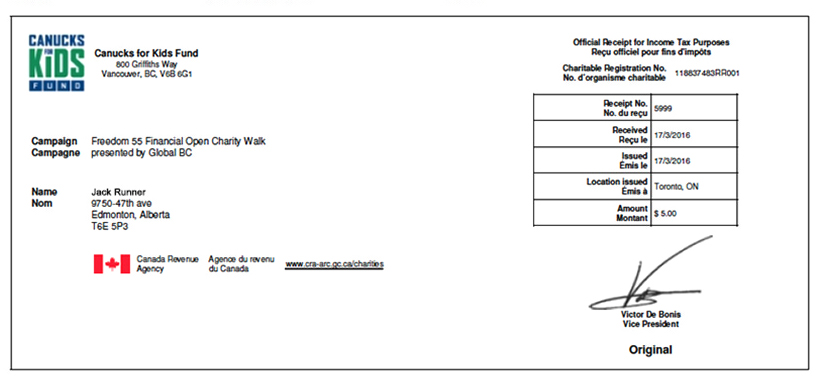 CANUCKS
FOR
KIDS
FUND
Canucks for Kids Fund
800 Griffiths Way
Vancouver, BC, V6B 6G1
Official Receipt for Income Tax Purposes
Reçu officiel pour fins d'impôts
Charitable Registration No.
No. d'organisme charitable
118837483RR001
Receipt No.
No. du reçu
5999
Received
Reçu le
17/3/2016
Issued
Émis le
17/3/2016
Location issued
Émis à
Toronto, ON
Amount
Montant
$ 5.00
Campaign
Campagne
Freedom 55 Financial Open Charity Walk
presented by Global BC
Name
Nom
Jack Runner
9750-47th ave
Edmonton, Alberta
T6E 5P3
Canada Revenue
Agency
Agence du revenu
du Canada
www.cra-arc.gc.ca/charities
Victor De Bonis
Vice President
Original